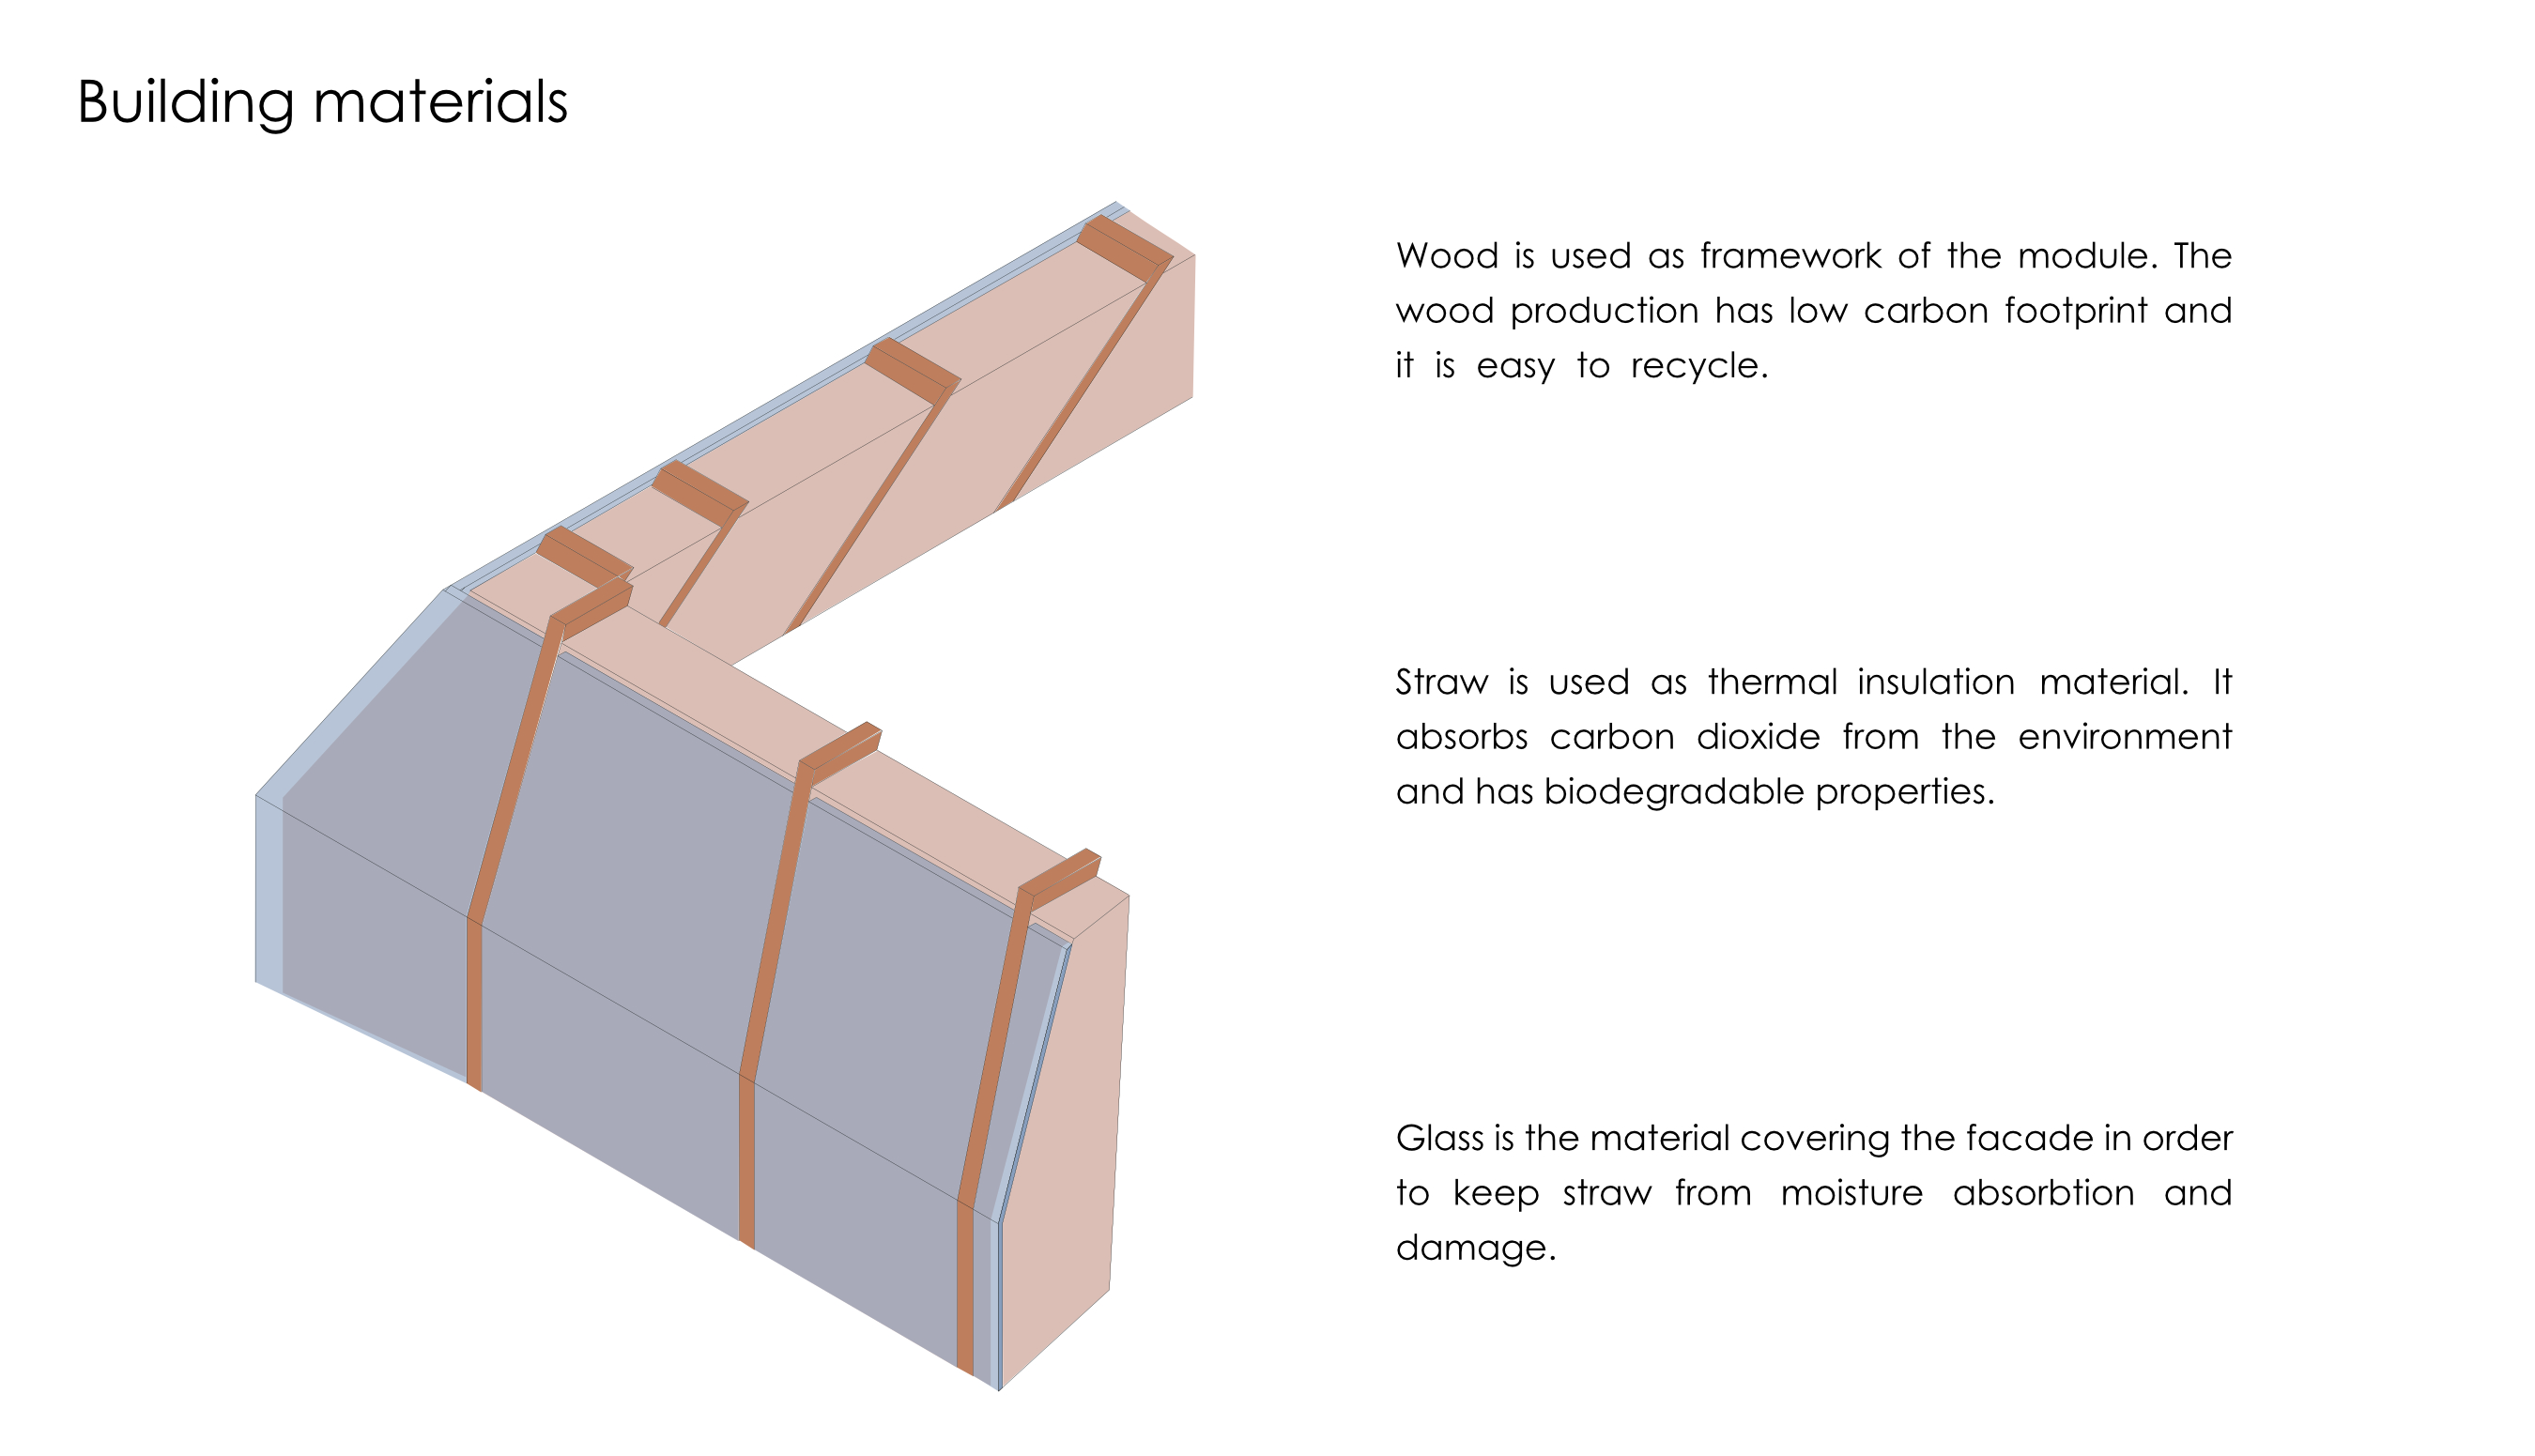 Building materials
Wood is used as framework of the module. The
wood production has low carbon footprint and
it is easy to recycle.
Straw is used as thermal insulation material. It
absorbs carbon dioxide from the environment
and has biodegradable properties.
Glass is the material covering the facade in order
to keep straw from moisture absorbtion and
damage.